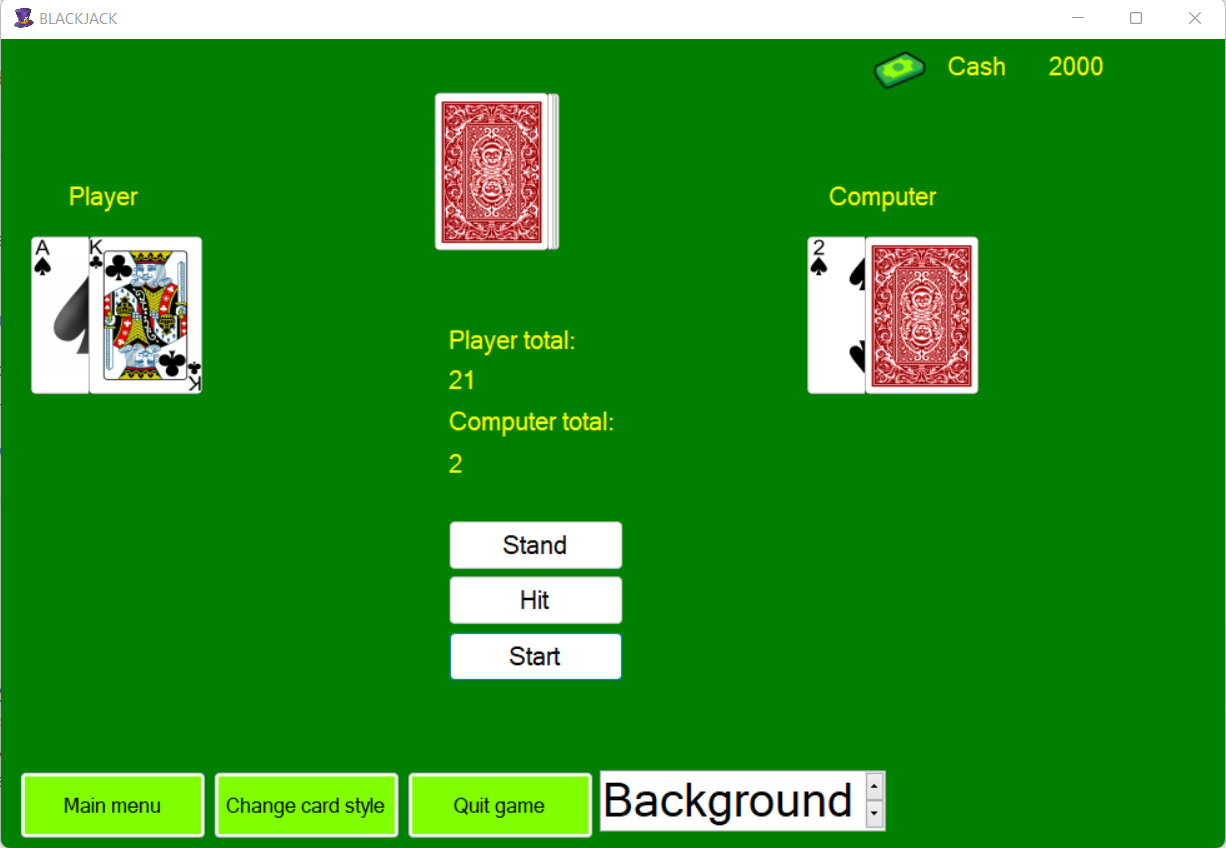 BLACKJACK
Cash 2000
Player
Computer
A K
2
K
Player total:
21
Computer total:
2
Stand
Hit
Start
Main menu
Change card style
Quit game
Background